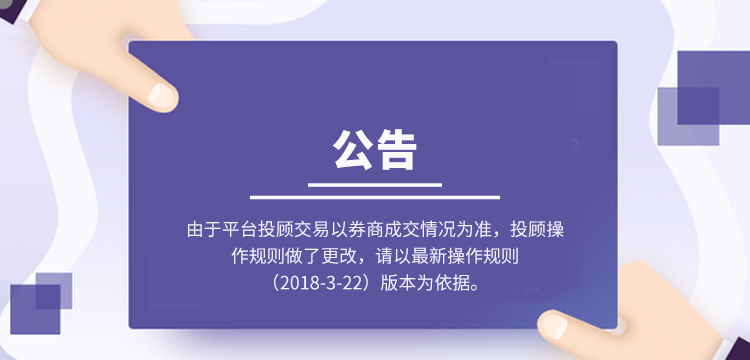 公告
由于平台投顾交易以券商成交情况为准，投顾操
作规则做了更改，请以最新操作规则
（2018-3-22）版本为依据。